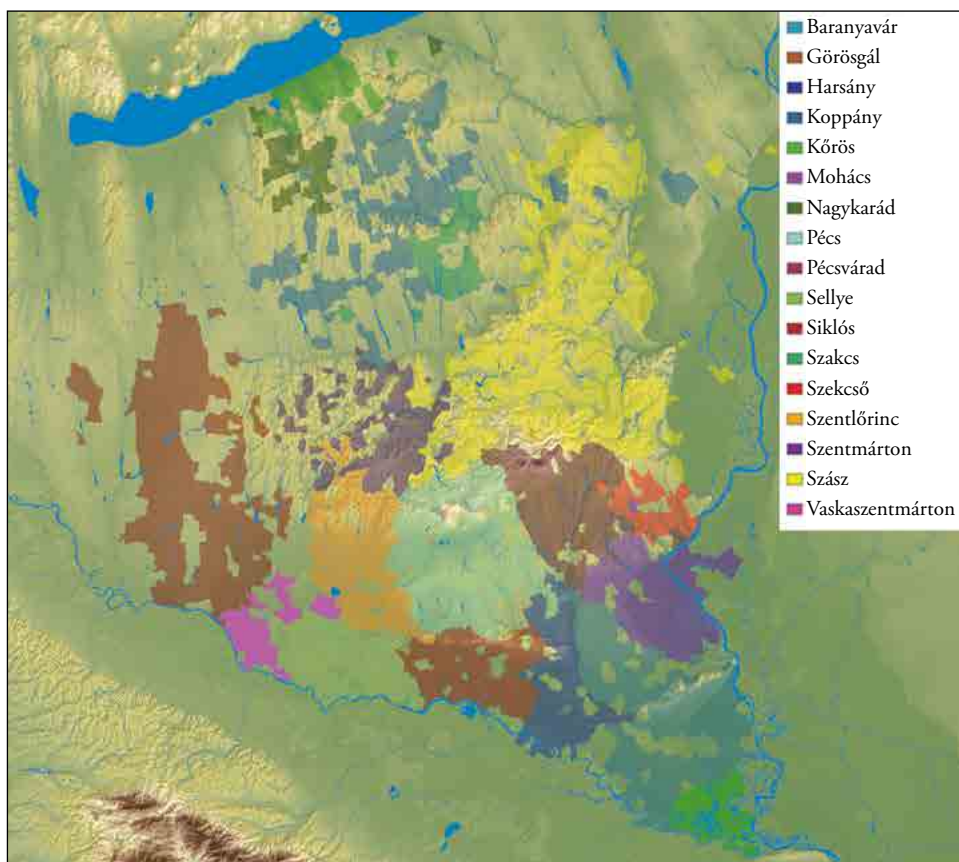 Baranyavár
Görösgál
Harsány
Koppány
Kőrös
Mohács
Nagykarád
Pécs
Pécsvárad
Sellye
Siklós
Szakcs
Szekcső
Szentlőrinc
Szentmárton
Szász
Vaskaszentmárton